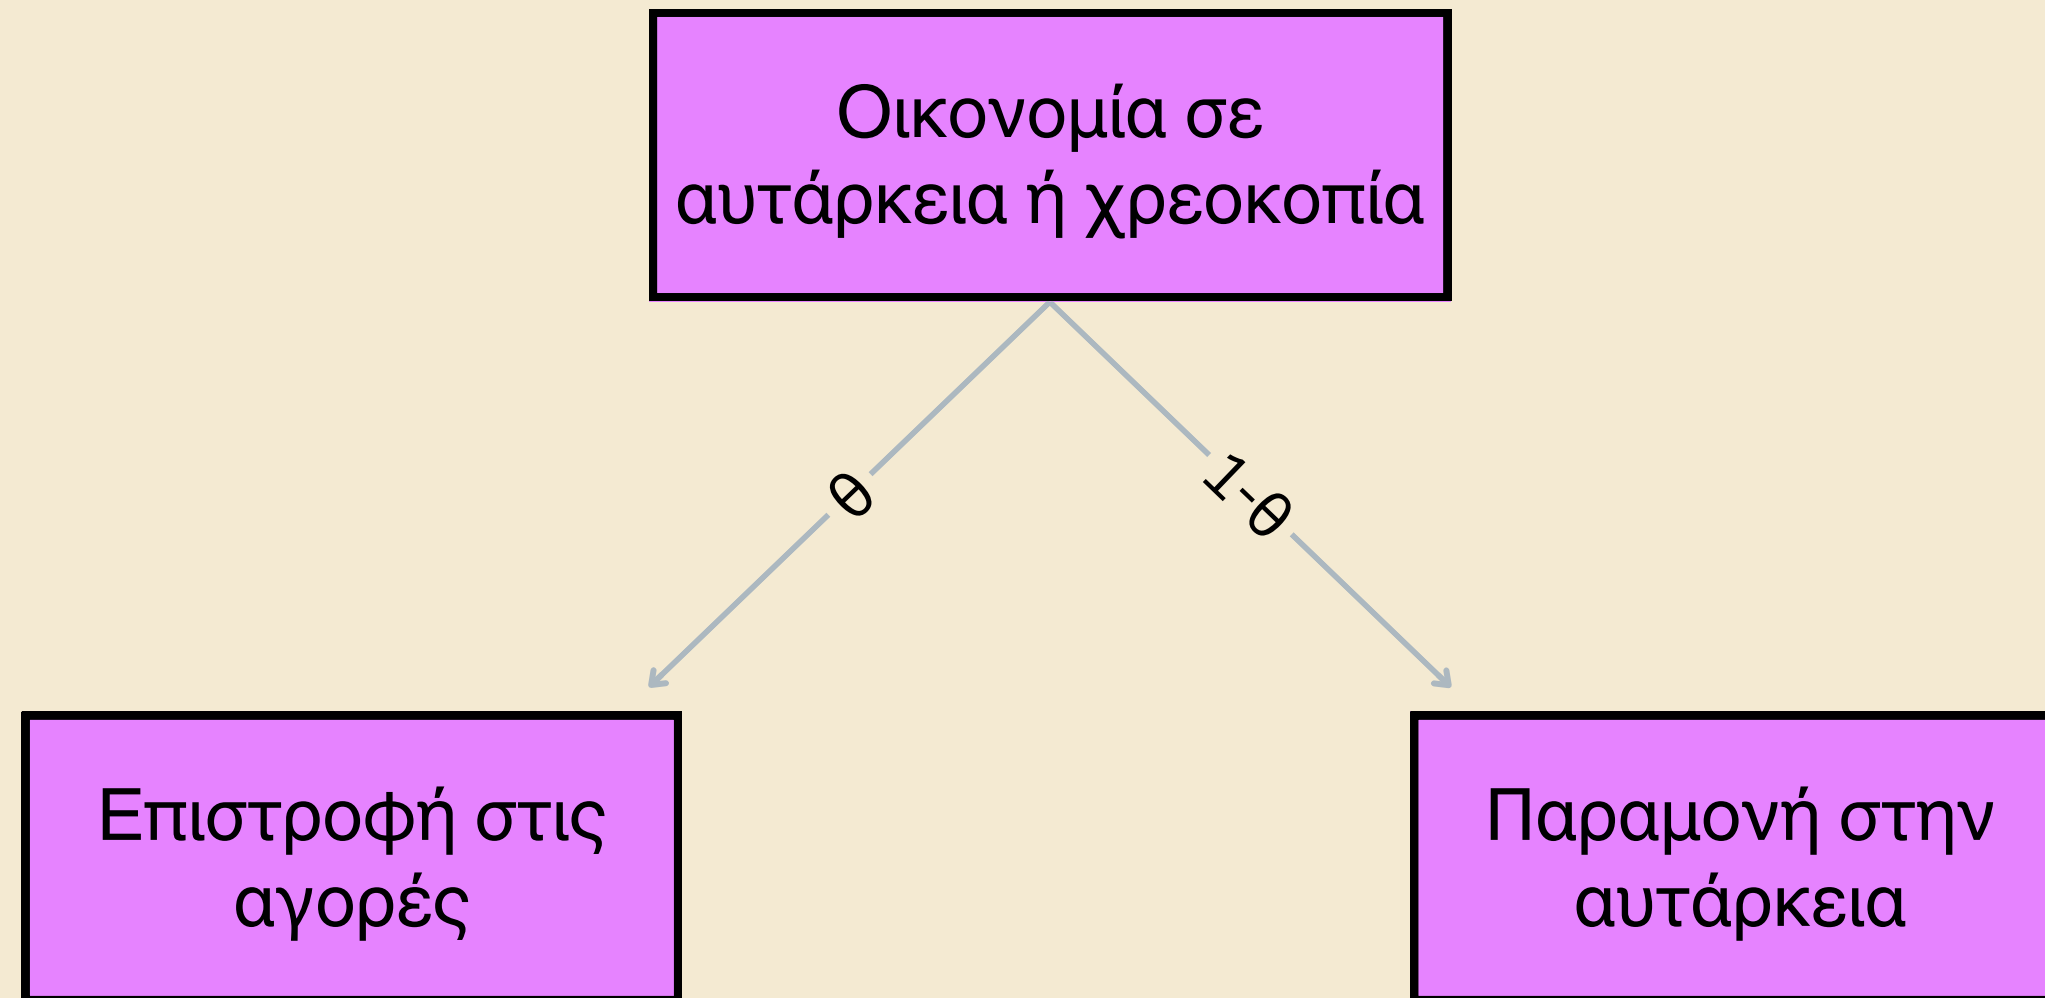 Οικονομία σε
αυτάρκεια ή χρεοκοπία
θ
1-θ
Επιστροφή στις
αγορές
Παραμονή στην
αυτάρκεια